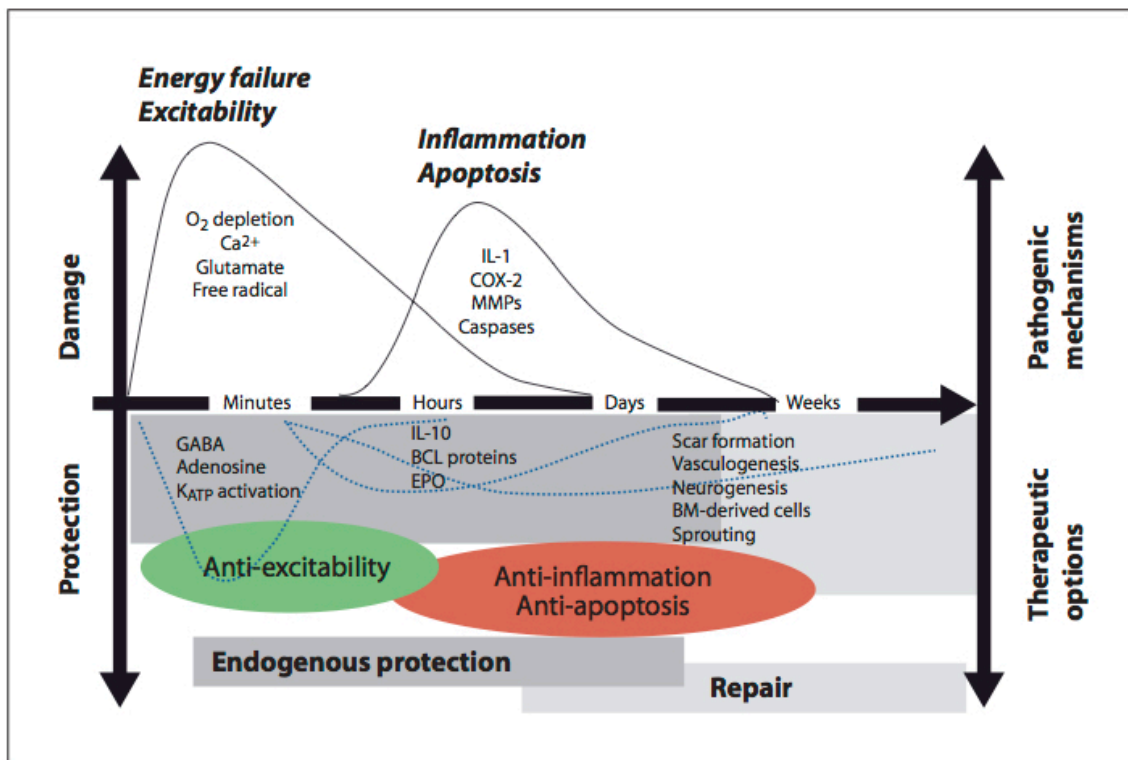 Energy failure
Excitability
Inflammation
Apoptosis
O₂ depletion
Ca²⁺
Glutamate
Free radical
IL-1
COX-2
MMPs
Caspases
Damage
Pathogenic
mechanisms
Minutes
Hours
Days
Weeks
GABA
Adenosine
K_ATP activation
IL-10
BCL proteins
EPO
Scar formation
Vasculogenesis
Neurogenesis
BM-derived cells
Sprouting
Protection
Therapeutic
options
Anti-excitability
Anti-inflammation
Anti-apoptosis
Endogenous protection
Repair